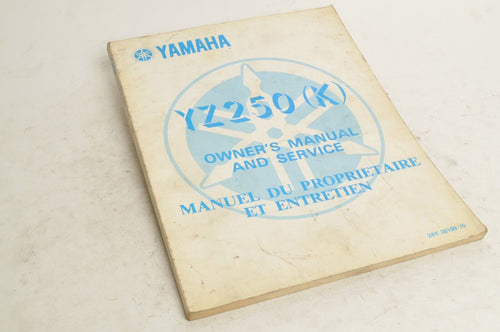 YAMAHA
YZ250 (K)
OWNER'S MANUAL
AND SERVICE
MANUEL DU PROPRIETAIRE
ET ENTRETIEN